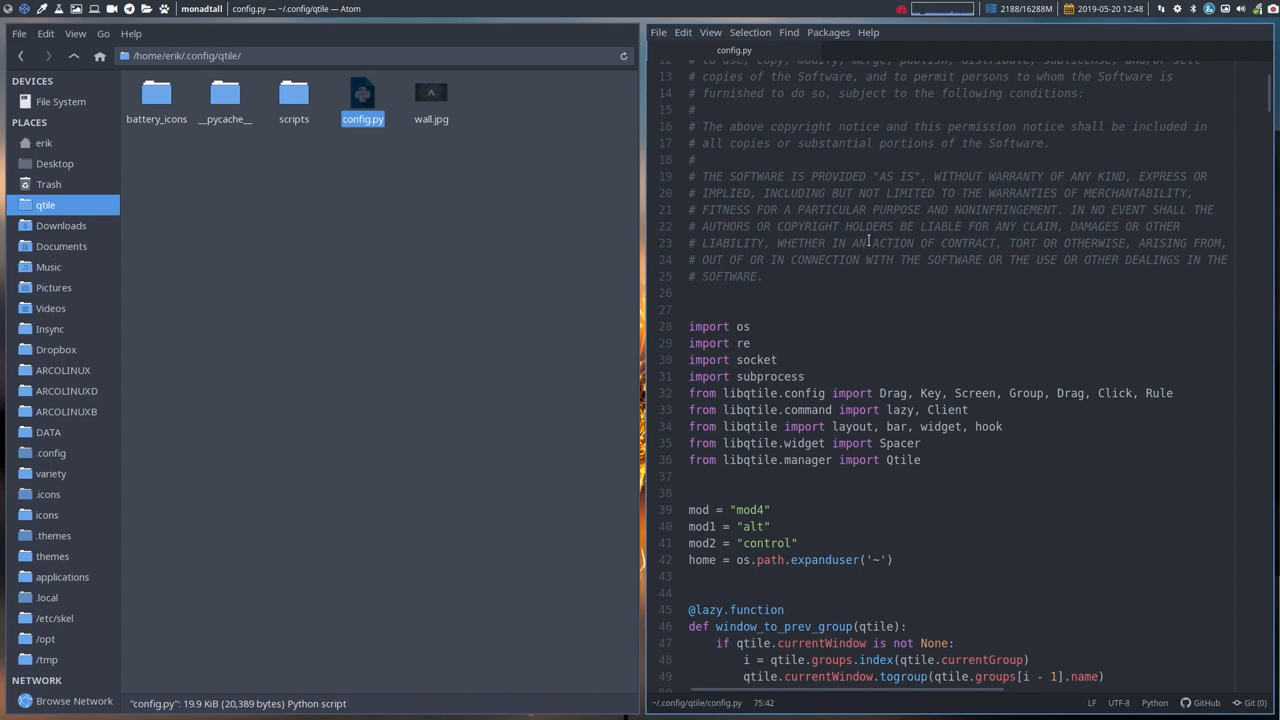 monadtall
config.py — ~/.config/qtile — Atom
2188/16288M
2019-05-20 12:48
File Edit View Go Help
/home/erik/.config/qtile/
DEVICES
File System
PLACES
erik
Desktop
Trash
qtile
Downloads
Documents
Music
Pictures
Videos
Insync
Dropbox
ARCOLINUX
ARCOLINUXD
ARCOLINUXB
DATA
.config
variety
.icons
icons
.themes
themes
applications
.local
/etc/skel
/opt
/tmp
NETWORK
Browse Network
battery_icons
__pycache__
scripts
config.py
wall.jpg
"config.py": 19.9 KiB (20,389 bytes) Python script
File Edit View Selection Find Packages Help
config.py
12 # to use, copy, modify, merge, publish, distribute, sublicense, and/or sell
13 # copies of the Software, and to permit persons to whom the Software is
14 # furnished to do so, subject to the following conditions:
15 #
16 # The above copyright notice and this permission notice shall be included in
17 # all copies or substantial portions of the Software.
18 #
19 # THE SOFTWARE IS PROVIDED "AS IS", WITHOUT WARRANTY OF ANY KIND, EXPRESS OR
20 # IMPLIED, INCLUDING BUT NOT LIMITED TO THE WARRANTIES OF MERCHANTABILITY,
21 # FITNESS FOR A PARTICULAR PURPOSE AND NONINFRINGEMENT. IN NO EVENT SHALL THE
22 # AUTHORS OR COPYRIGHT HOLDERS BE LIABLE FOR ANY CLAIM, DAMAGES OR OTHER
23 # LIABILITY, WHETHER IN AN ACTION OF CONTRACT, TORT OR OTHERWISE, ARISING FROM,
24 # OUT OF OR IN CONNECTION WITH THE SOFTWARE OR THE USE OR OTHER DEALINGS IN THE
25 # SOFTWARE.
26
27
28 import os
29 import re
30 import socket
31 import subprocess
32 from libqtile.config import Drag, Key, Screen, Group, Drag, Click, Rule
33 from libqtile.command import lazy, Client
34 from libqtile import layout, bar, widget, hook
35 from libqtile.widget import Spacer
36 from libqtile.manager import Qtile
37
38
39 mod = "mod4"
40 mod1 = "alt"
41 mod2 = "control"
42 home = os.path.expanduser('~')
43
44
45 @lazy.function
46 def window_to_prev_group(qtile):
47 if qtile.currentWindow is not None:
48 i = qtile.groups.index(qtile.currentGroup)
49 qtile.currentWindow.togroup(qtile.groups[i - 1].name)
~/.config/qtile/config.py 75:42
LF UTF-8 Python GitHub Git (0)